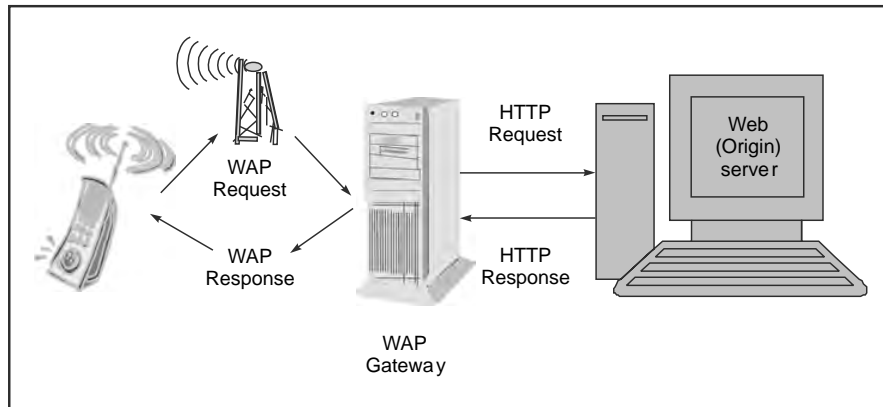 WAP
Request
WAP
Response
WAP
Gateway
HTTP
Request
HTTP
Response
Web
(Origin)
server